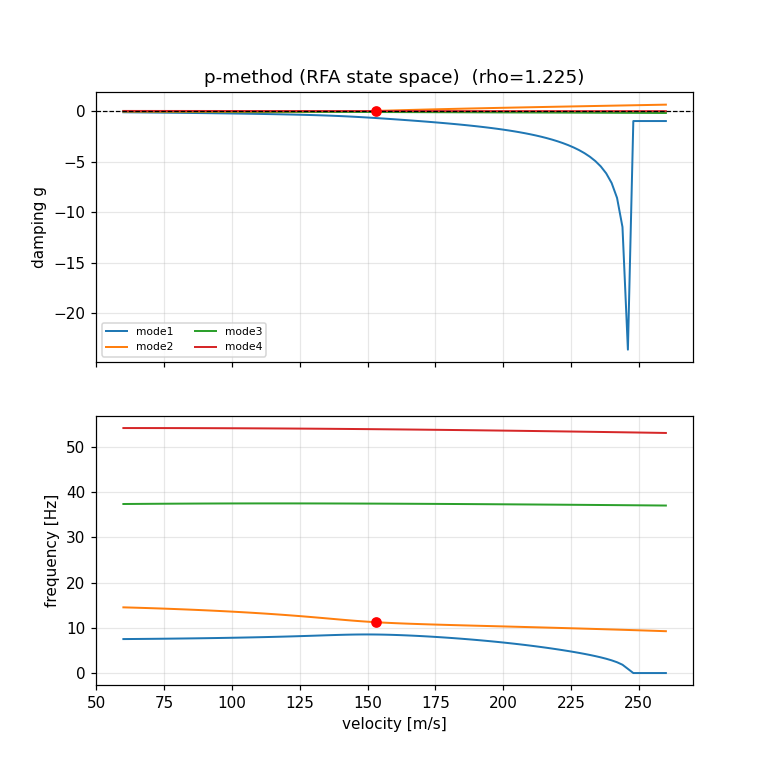 p-method (RFA state space)  (rho=1.225)
damping g
0
−5
−10
−15
−20
mode1
mode2
mode3
mode4
frequency [Hz]
50
40
30
20
10
0
50 75 100 125 150 175 200 225 250
velocity [m/s]